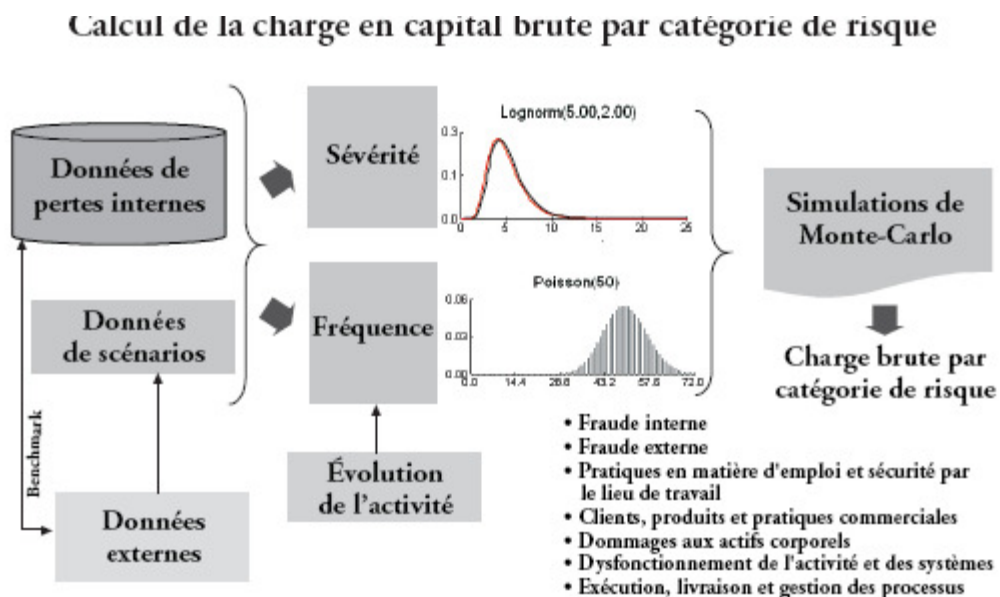 Calcul de la charge en capital brute par catégorie de risque
Données de
pertes internes
Données
de scénarios
Benchmark
Données
externes
Sévérité
Lognorm(5.00,2.00)
0.3
0.1
0.0
0
5
10
15
20
25
Fréquence
Poisson(50)
0.06
0.03
0.00
0.0
14.4
28.8
43.2
57.6
72.0
Évolution
de l'activité
Simulations de
Monte-Carlo
Charge brute par
catégorie de risque
• Fraude interne
• Fraude externe
• Pratiques en matière d'emploi et sécurité par
le lieu de travail
• Clients, produits et pratiques commerciales
• Dommages aux actifs corporels
• Dysfonctionnement de l'activité et des systèmes
• Exécution, livraison et gestion des processus